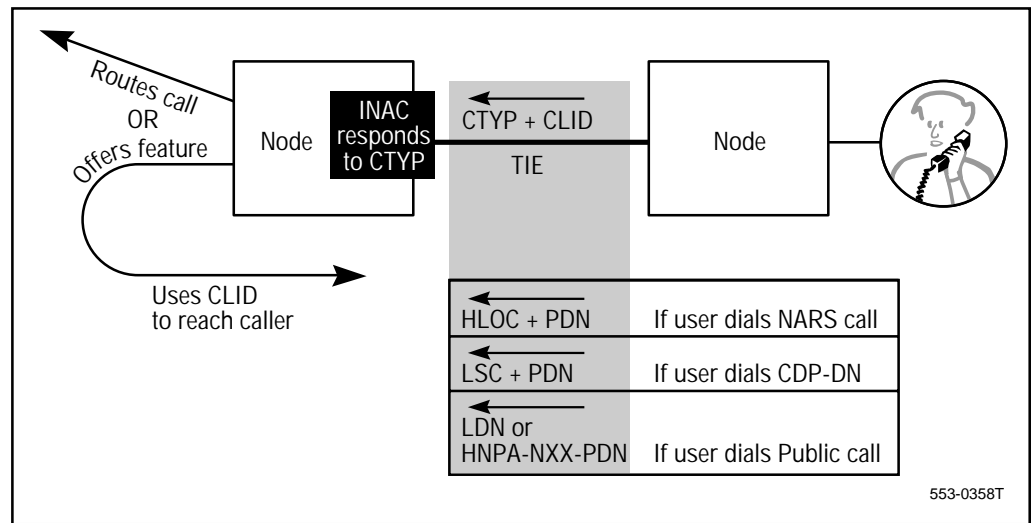 Routes call
OR
Offers feature
Node
INAC
responds
to CTYP
CTYP + CLID
TIE
Node
Uses CLID
to reach caller
HLOC + PDN If user dials NARS call
LSC + PDN If user dials CDP-DN
LDN or
HNPA-NXX-PDN If user dials Public call
553-0358T